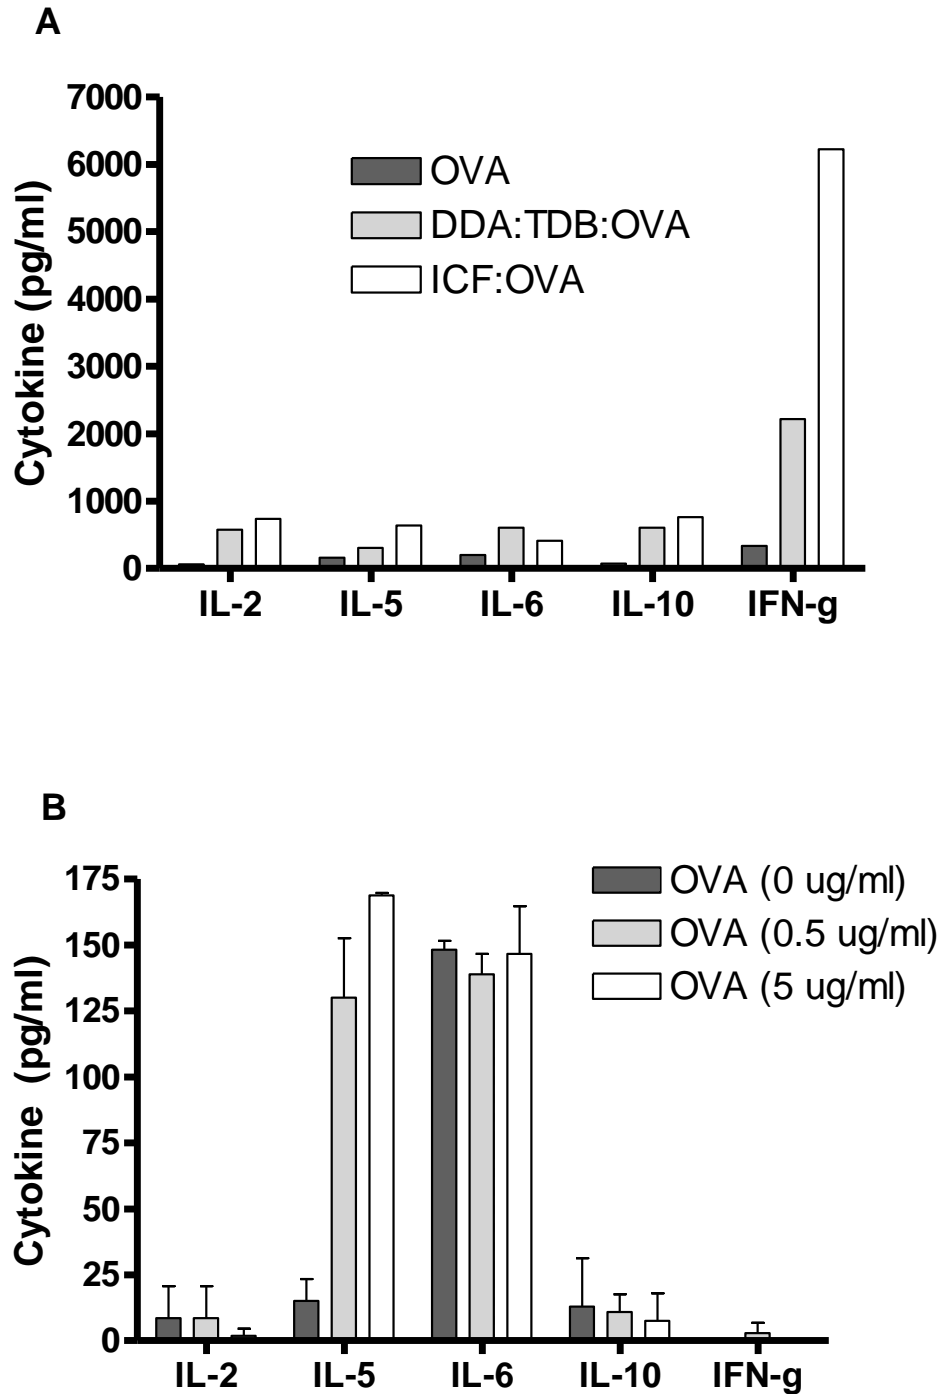 A
7000
6000
5000
4000
3000
2000
1000
0
Cytokine (pg/ml)
OVA
DDA:TDB:OVA
ICF:OVA
IL-2 IL-5 IL-6 IL-10 IFN-g
B
175
150
125
100
75
50
25
0
Cytokine (pg/ml)
OVA (0 ug/ml)
OVA (0.5 ug/ml)
OVA (5 ug/ml)
IL-2 IL-5 IL-6 IL-10 IFN-g